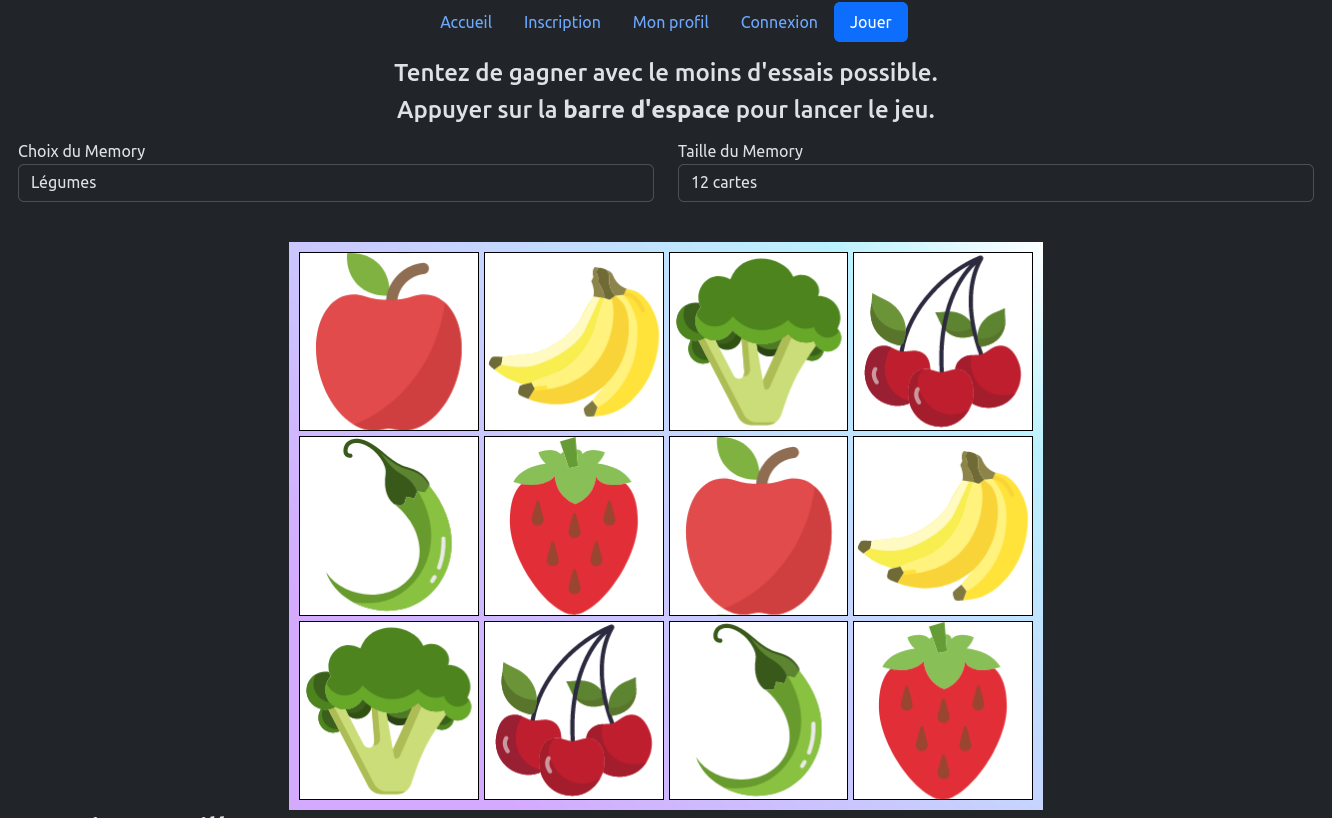 Accueil Inscription Mon profil Connexion Jouer
Tentez de gagner avec le moins d'essais possible.
Appuyer sur la barre d'espace pour lancer le jeu.
Choix du Memory
Taille du Memory
Légumes
12 cartes